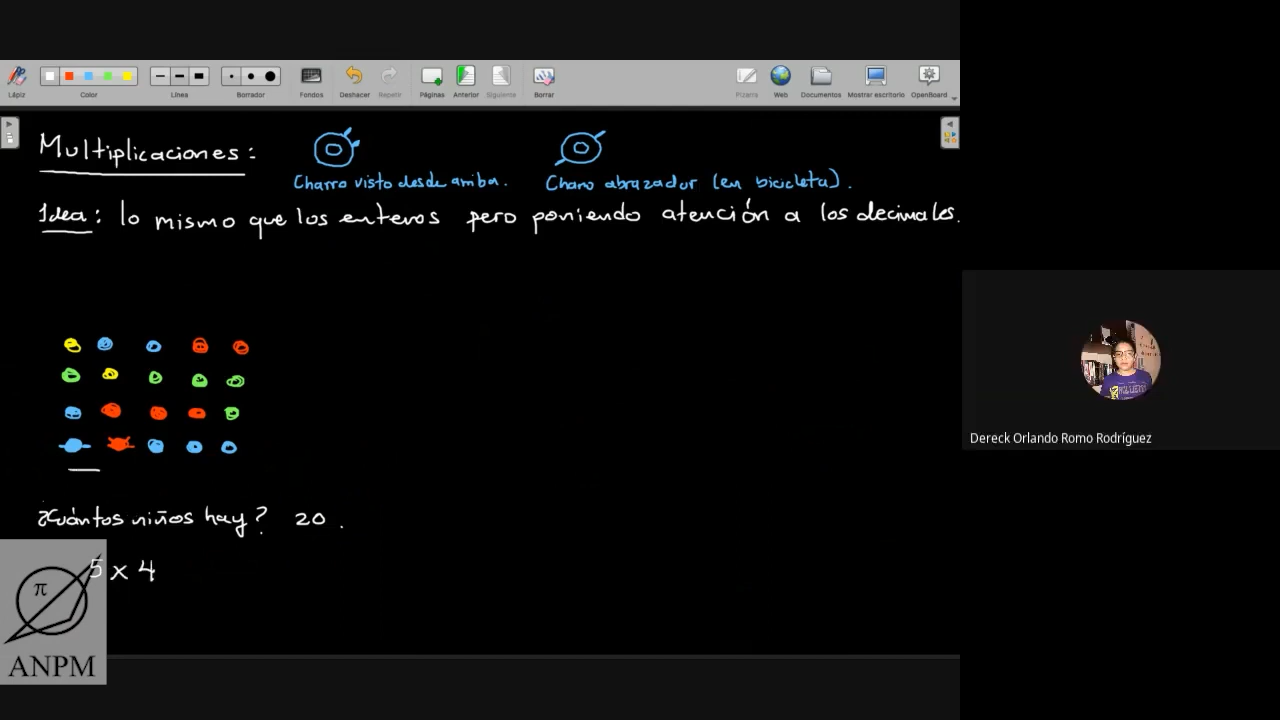 Lápiz Color Línea Borrador Fondos Deshacer Repetir Páginas Anterior Siguiente Borrar Pizarra Web Documentos Mostrar escritorio OpenBoard
Multiplicaciones:
Charro visto desde arriba. Charro abrazador (en bicicleta).
Idea: lo mismo que los enteros pero poniendo atención a los decimales.
Dereck Orlando Romo Rodríguez
¿Cuántos niños hay? 20.
5 x 4
π
ANPM